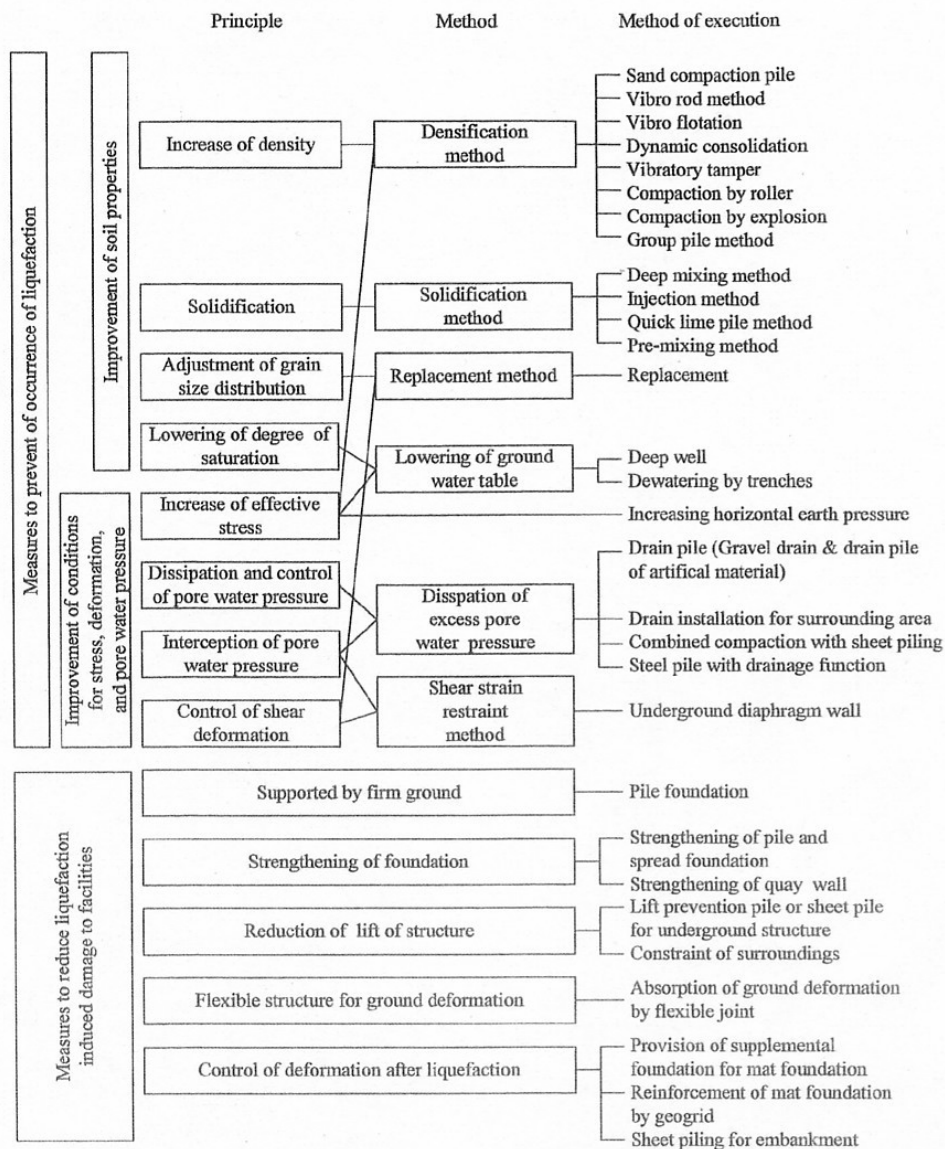 Principle
Method
Method of execution
Measures to prevent of occurrence of liquefaction
Improvement of soil properties
Increase of density
Densification
method
Sand compaction pile
Vibro rod method
Vibro flotation
Dynamic consolidation
Vibratory tamper
Compaction by roller
Compaction by explosion
Group pile method
Solidification
Solidification
method
Deep mixing method
Injection method
Quick lime pile method
Pre-mixing method
Adjustment of grain
size distribution
Replacement method
Replacement
Lowering of degree of
saturation
Lowering of ground
water table
Deep well
Dewatering by trenches
Improvement of conditions
for stress, deformation,
and pore water pressure
Increase of effective
stress
Increasing horizontal earth pressure
Dissipation and control
of pore water pressure
Interception of pore
water pressure
Disspation of
excess pore
water pressure
Drain pile (Gravel drain & drain pile
of artifical material)
Drain installation for surrounding area
Combined compaction with sheet piling
Steel pile with drainage function
Control of shear
deformation
Shear strain
restraint
method
Underground diaphragm wall
Measures to reduce liquefaction
induced damage to facilities
Supported by firm ground
Pile foundation
Strengthening of foundation
Strengthening of pile and
spread foundation
Strengthening of quay wall
Reduction of lift of structure
Lift prevention pile or sheet pile
for underground structure
Constraint of surroundings
Flexible structure for ground deformation
Absorption of ground deformation
by flexible joint
Control of deformation after liquefaction
Provision of supplemental
foundation for mat foundation
Reinforcement of mat foundation
by geogrid
Sheet piling for embankment